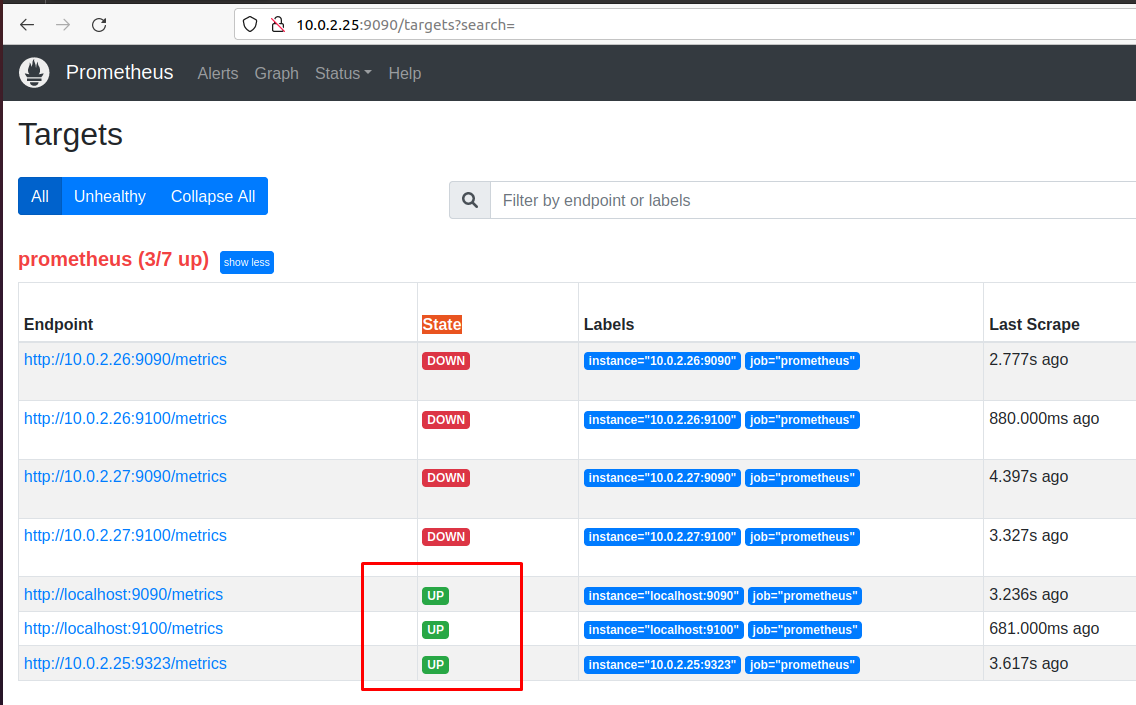 10.0.2.25:9090/targets?search=
Prometheus Alerts Graph Status Help
Targets
All Unhealthy Collapse All Filter by endpoint or labels
prometheus (3/7 up) show less
Endpoint State Labels Last Scrape
http://10.0.2.26:9090/metrics DOWN instance="10.0.2.26:9090" job="prometheus" 2.777s ago
http://10.0.2.26:9100/metrics DOWN instance="10.0.2.26:9100" job="prometheus" 880.000ms ago
http://10.0.2.27:9090/metrics DOWN instance="10.0.2.27:9090" job="prometheus" 4.397s ago
http://10.0.2.27:9100/metrics DOWN instance="10.0.2.27:9100" job="prometheus" 3.327s ago
http://localhost:9090/metrics UP instance="localhost:9090" job="prometheus" 3.236s ago
http://localhost:9100/metrics UP instance="localhost:9100" job="prometheus" 681.000ms ago
http://10.0.2.25:9323/metrics UP instance="10.0.2.25:9323" job="prometheus" 3.617s ago